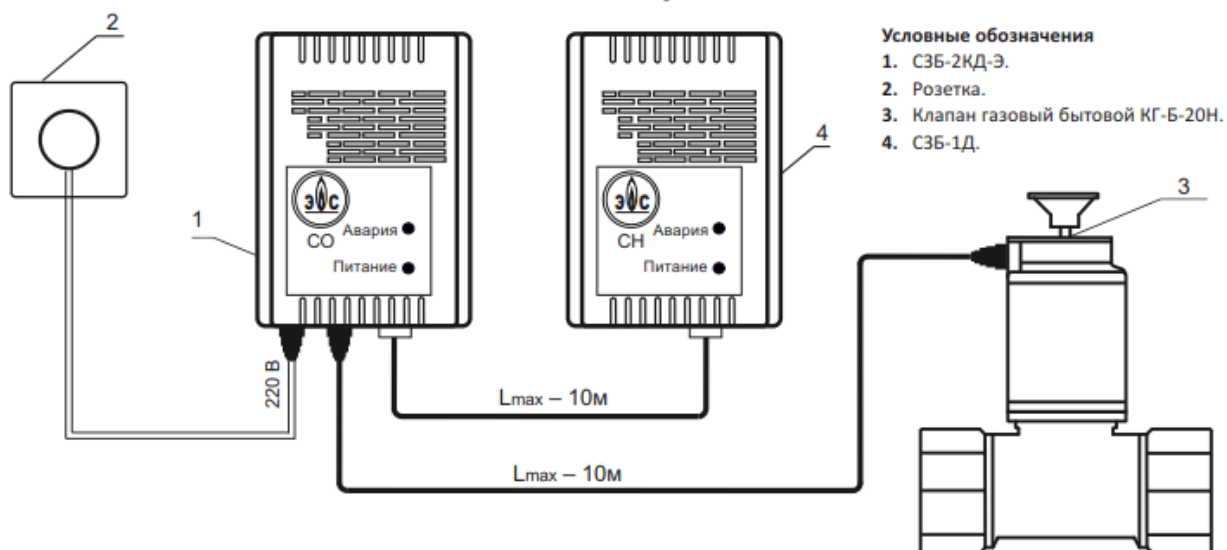 2
Условные обозначения
1. СЗБ-2КД-Э.
2. Розетка.
3. Клапан газовый бытовой КГ-Б-20Н.
4. СЗБ-1Д.
4
3
1
ЭС
CO
Авария
Питание
ЭС
CH
Авария
Питание
220 В
Lmax – 10м
Lmax – 10м